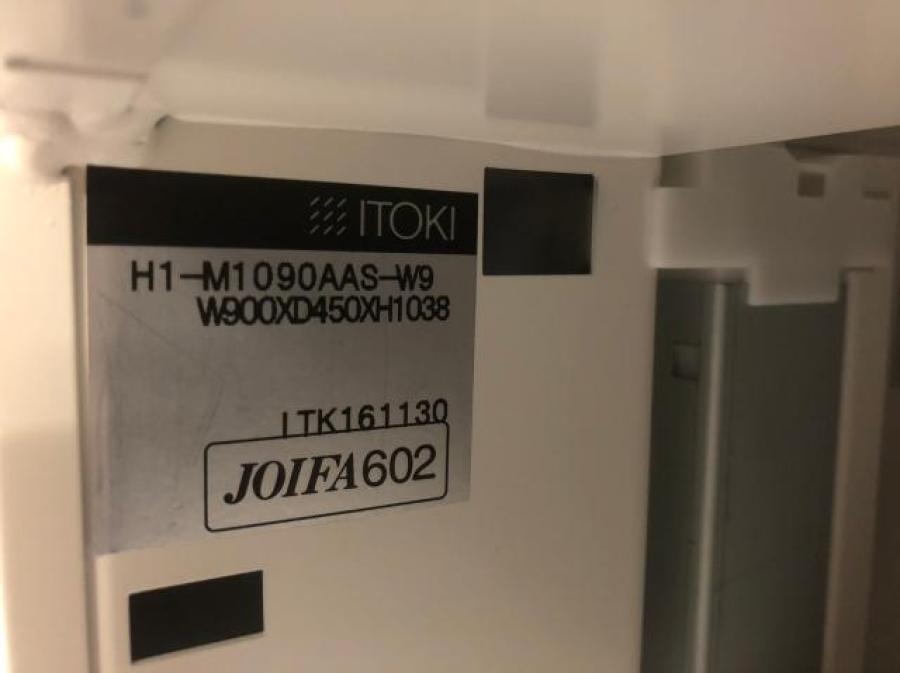 ITOKI
H1-M1090AAS-W9
W900XD450XH1038
ITK161130
JOIFA602